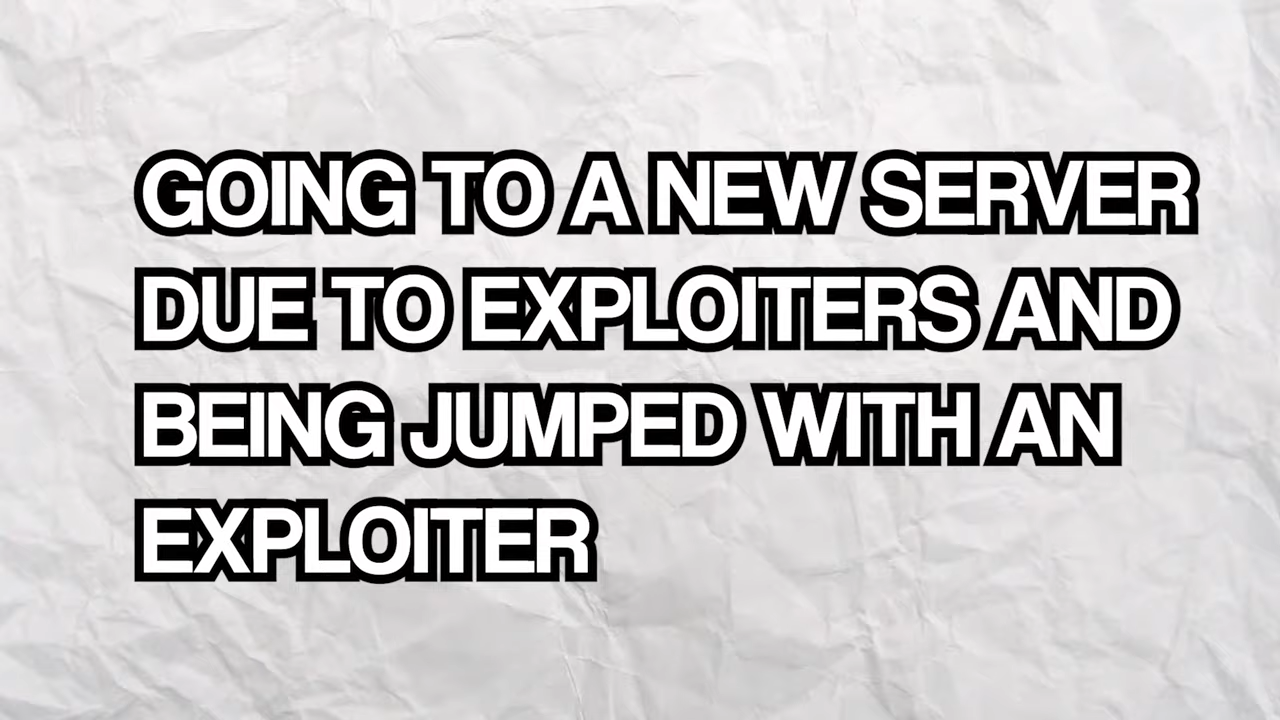 GOING TO A NEW SERVER
DUE TO EXPLOITERS AND
BEING JUMPED WITH AN
EXPLOITER